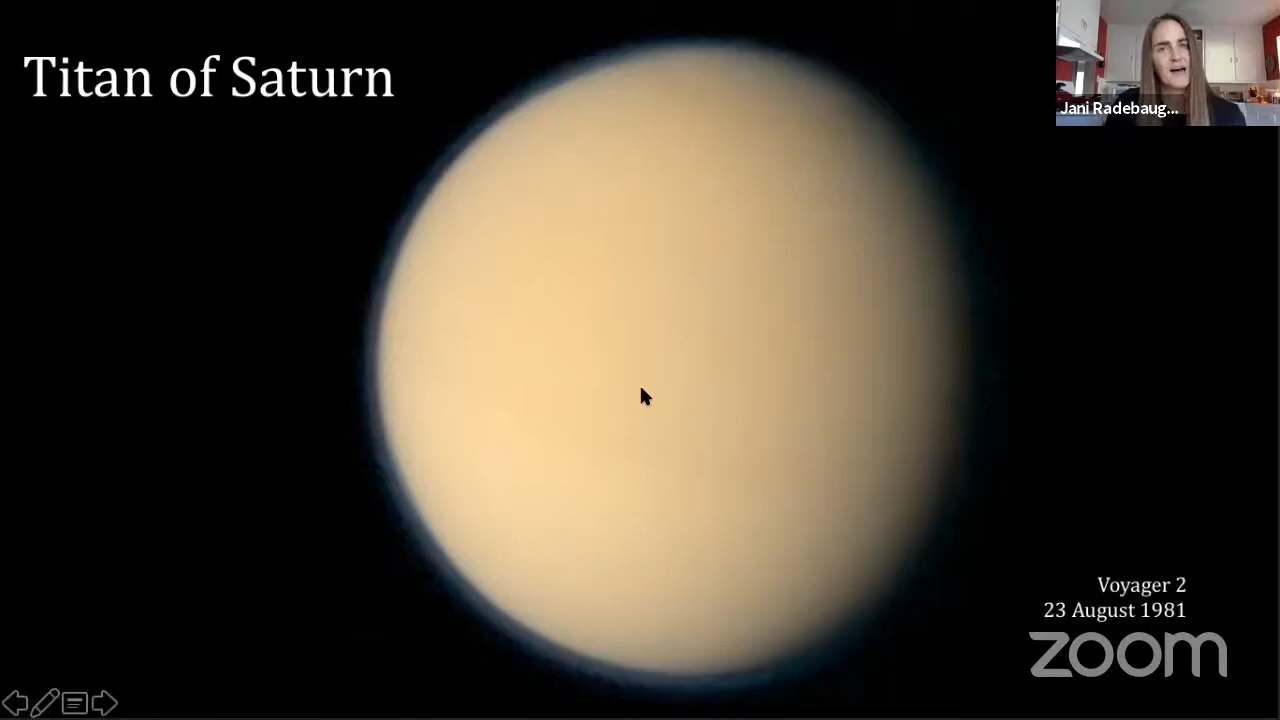 Titan of Saturn
Jani Radebaug...
Voyager 2
23 August 1981
zoom